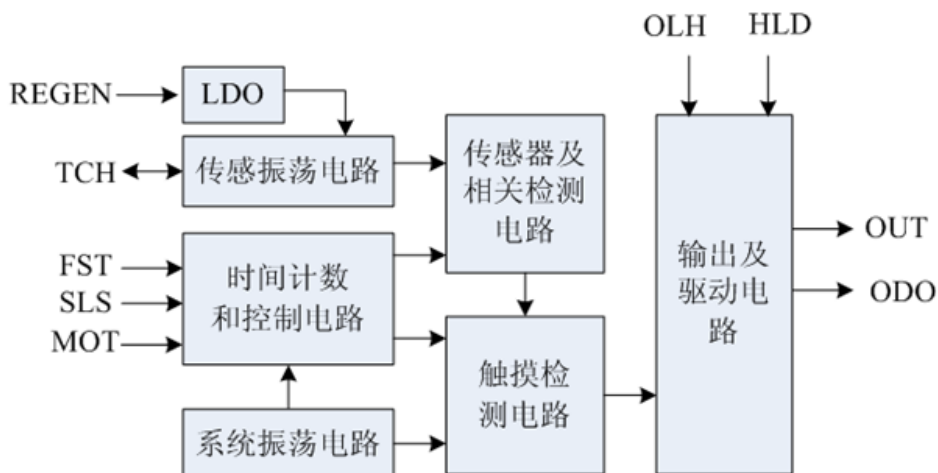 OLH
HLD
REGEN
LDO
TCH
传感振荡电路
传感器及
相关检测
电路
FST
SLS
MOT
时间计数
和控制电路
系统振荡电路
触摸检
测电路
输出及
驱动电
路
OUT
ODO